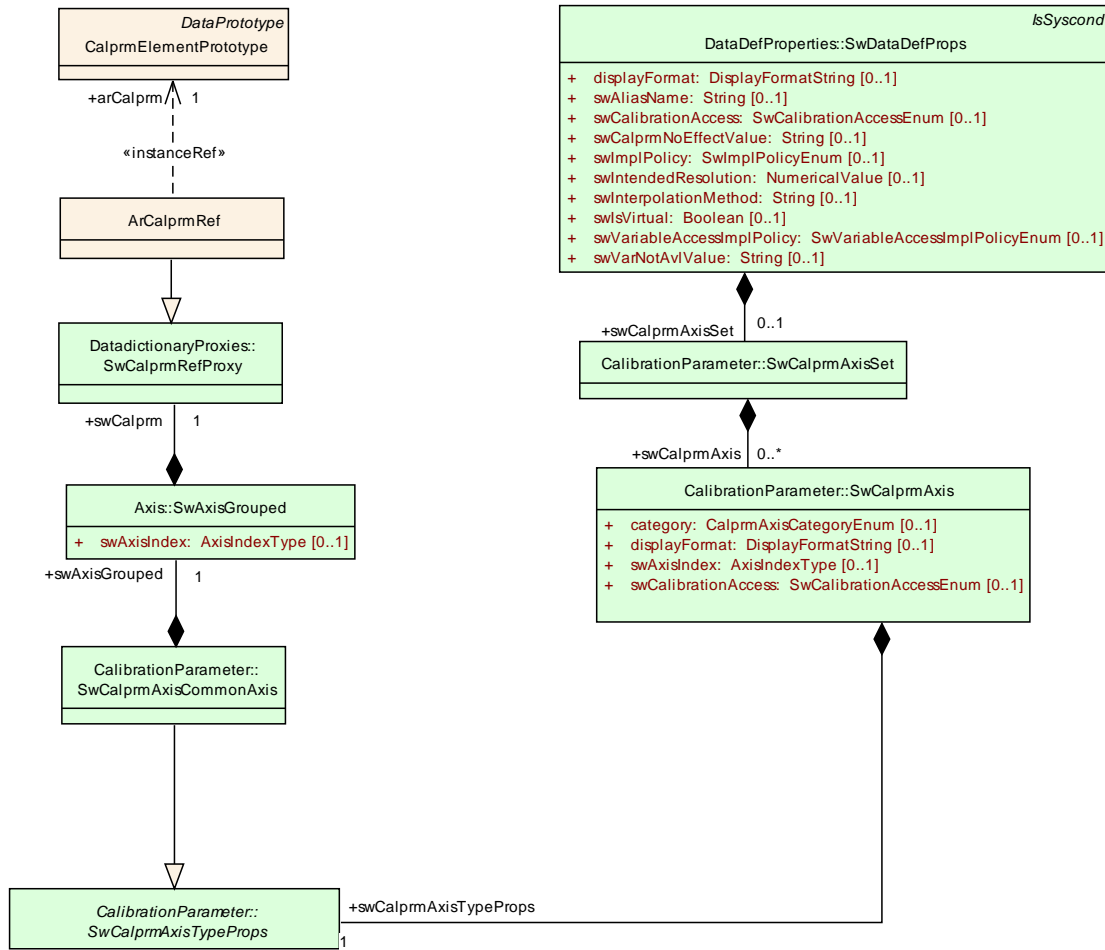 DataPrototype
CalprmElementPrototype
+arCalprm 1
«instanceRef»
ArCalprmRef
DatadictionaryProxies::
SwCalprmRefProxy
+swCalprm 1
Axis::SwAxisGrouped
+ swAxisIndex: AxisIndexType [0..1]
+swAxisGrouped 1
CalibrationParameter::
SwCalprmAxisCommonAxis
CalibrationParameter::
SwCalprmAxisTypeProps
IsSyscond
DataDefProperties::SwDataDefProps
+ displayFormat: DisplayFormatString [0..1]
+ swAliasName: String [0..1]
+ swCalibrationAccess: SwCalibrationAccessEnum [0..1]
+ swCalprmNoEffectValue: String [0..1]
+ swImplPolicy: SwImplPolicyEnum [0..1]
+ swIntendedResolution: NumericalValue [0..1]
+ swInterpolationMethod: String [0..1]
+ swIsVirtual: Boolean [0..1]
+ swVariableAccessImplPolicy: SwVariableAccessImplPolicyEnum [0..1]
+ swVarNotAvlValue: String [0..1]
+swCalprmAxisSet 0..1
CalibrationParameter::SwCalprmAxisSet
+swCalprmAxis 0..*
CalibrationParameter::SwCalprmAxis
+ category: CalprmAxisCategoryEnum [0..1]
+ displayFormat: DisplayFormatString [0..1]
+ swAxisIndex: AxisIndexType [0..1]
+ swCalibrationAccess: SwCalibrationAccessEnum [0..1]
+swCalprmAxisTypeProps
1